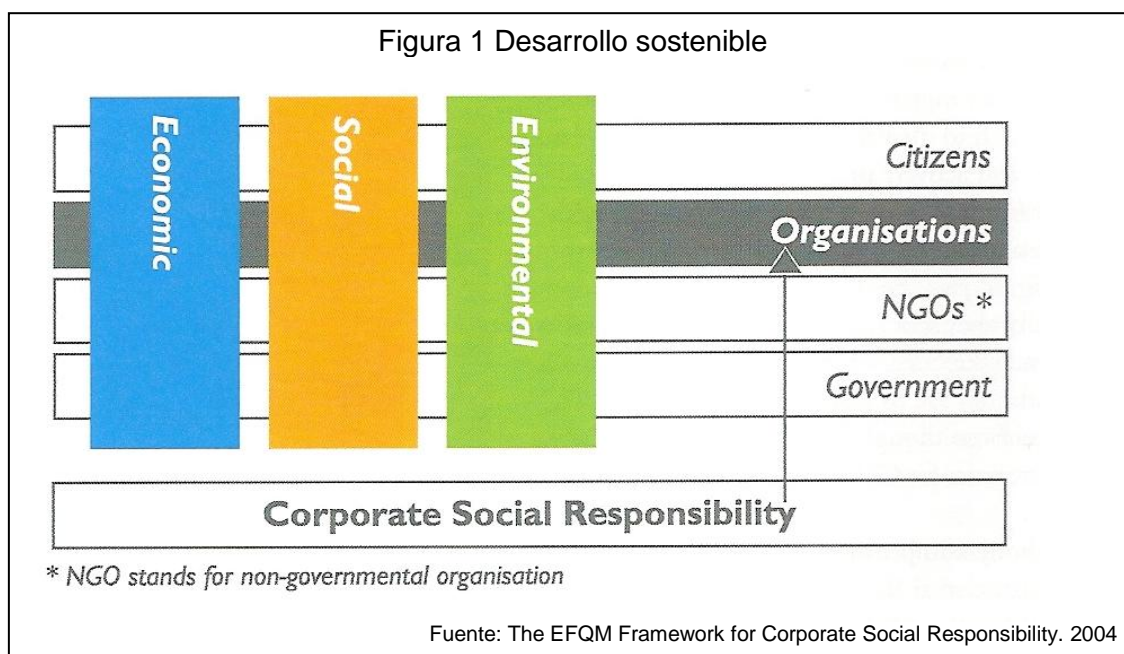 Figura 1 Desarrollo sostenible
Economic
Social
Environmental
Citizens
Organisations
NGOs *
Government
Corporate Social Responsibility
* NGO stands for non-governmental organisation
Fuente: The EFQM Framework for Corporate Social Responsibility. 2004